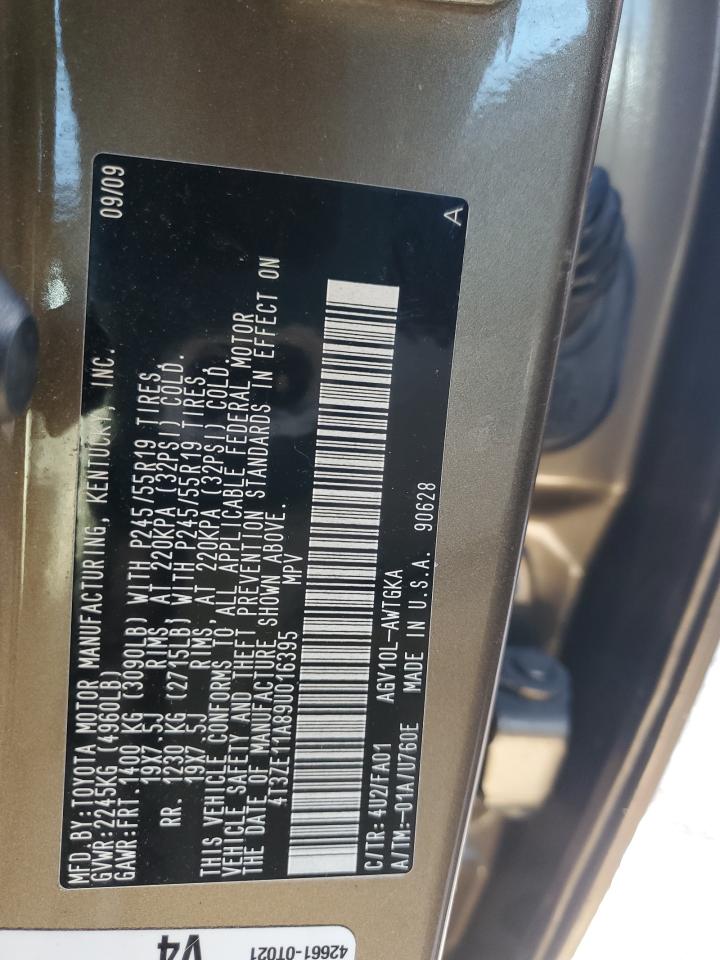 MFD.BY:TOYOTA MOTOR MANUFACTURING, KENTUCKY, INC. 09/09
GVWR:2245KG (4960LB)
GAWR:FRT.1400 KG (3090LB) WITH P245/55R19 TIRES,
19X7.5J RIMS, AT 220KPA (32PSI) COLD.
RR. 1230 KG (2715LB) WITH P245/55R19 TIRES,
19X7.5J RIMS, AT 220KPA (32PSI) COLD.
THIS VEHICLE CONFORMS TO ALL APPLICABLE FEDERAL MOTOR
VEHICLE SAFETY AND THEFT PREVENTION STANDARDS IN EFFECT ON
THE DATE OF MANUFACTURE SHOWN ABOVE.
4T3ZE11A89U016395 MPV
C/TR:4U2/FA01 AGV10L-AWTGKA A
A/TM:-01A/U760E MADE IN U.S.A. 90628
V4
42661-0T021